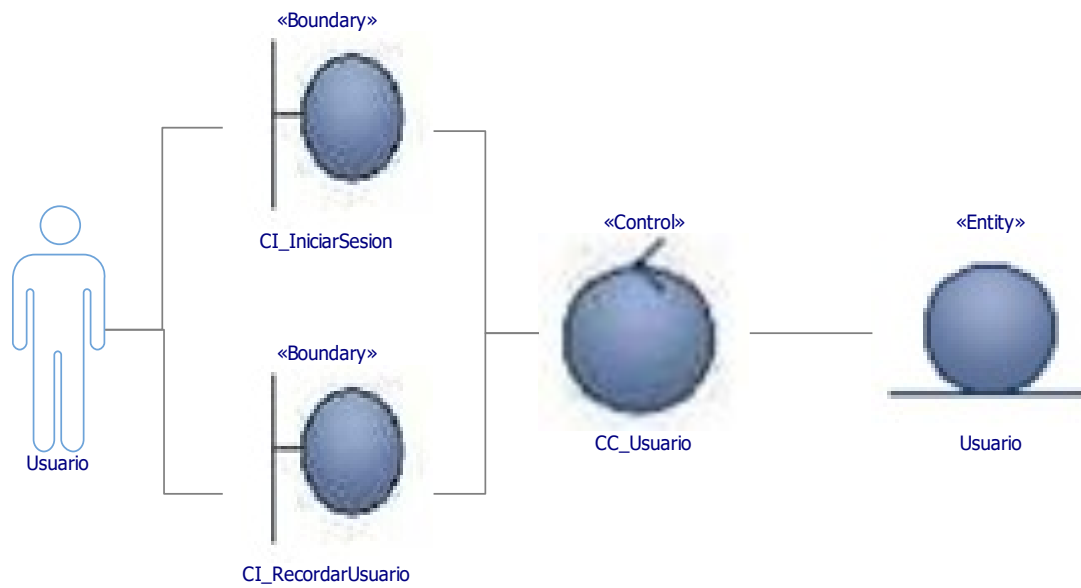 «Boundary»
CI_IniciarSesion
«Control»
«Entity»
«Boundary»
CC_Usuario
Usuario
Usuario
CI_RecordarUsuario